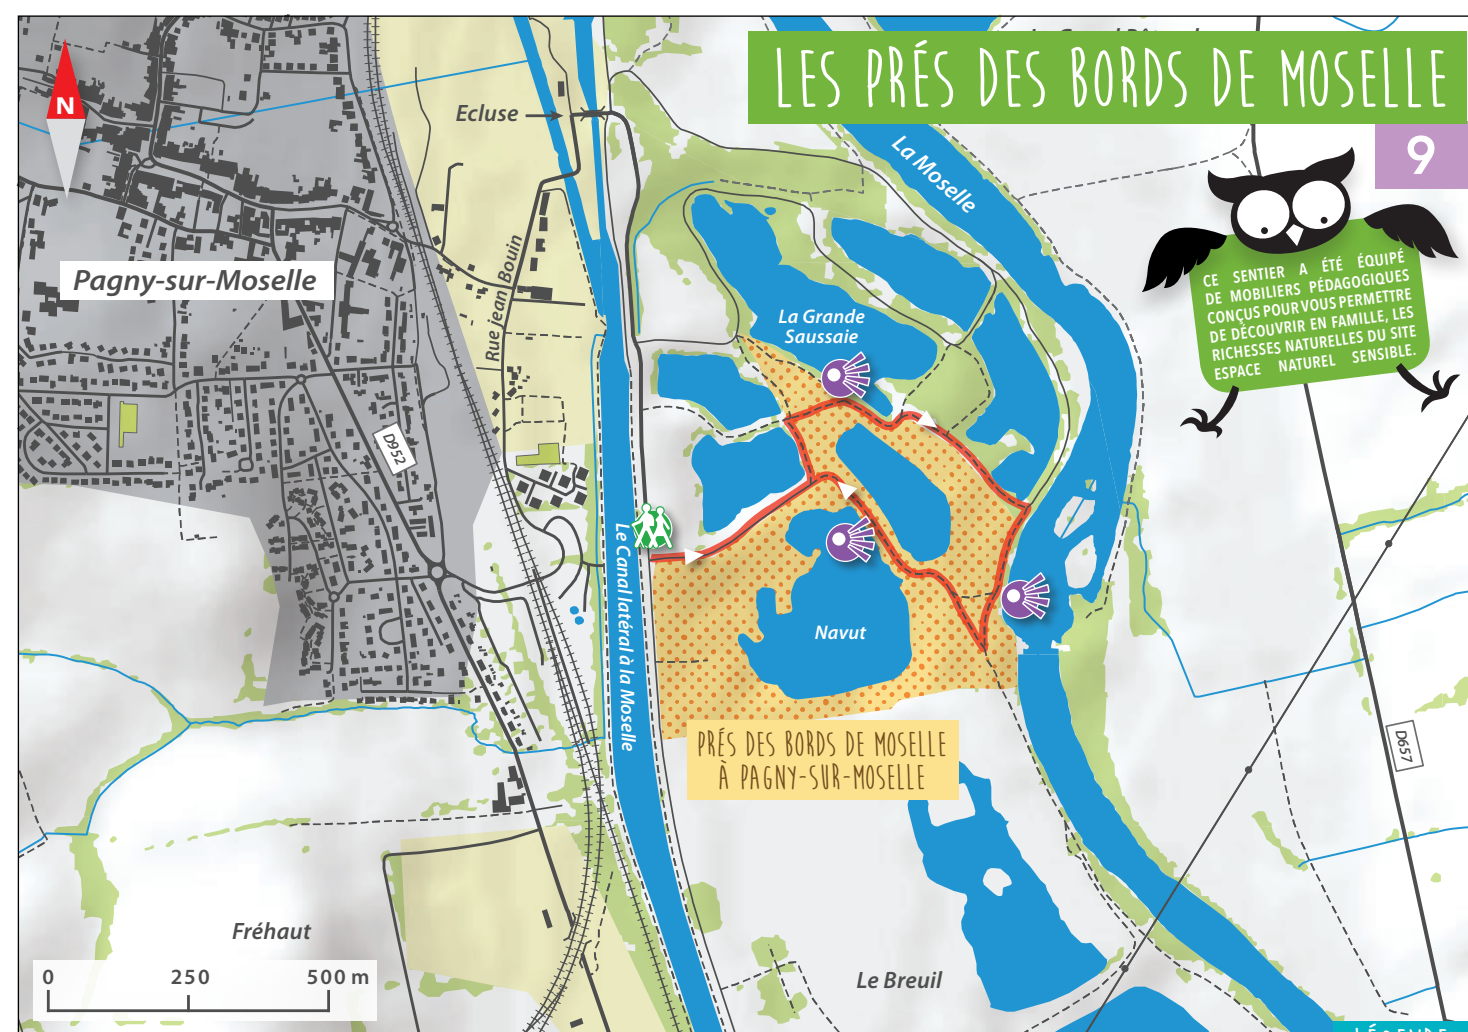 LES PRÉS DES BORDS DE MOSELLE
9
N
Ecluse
La Moselle
CE SENTIER A ÉTÉ ÉQUIPÉ
DE MOBILIERS PÉDAGOGIQUES
CONÇUS POUR VOUS PERMETTRE
DE DÉCOUVRIR EN FAMILLE, LES
RICHESSES NATURELLES DU SITE
ESPACE NATUREL SENSIBLE.
Pagny-sur-Moselle
Rue Jean Bouin
La Grande
Saussaie
D952
Le Canal latéral à la Moselle
Navut
PRÉS DES BORDS DE MOSELLE
À PAGNY-SUR-MOSELLE
D657
Fréhaut
Le Breuil
0 250 500 m